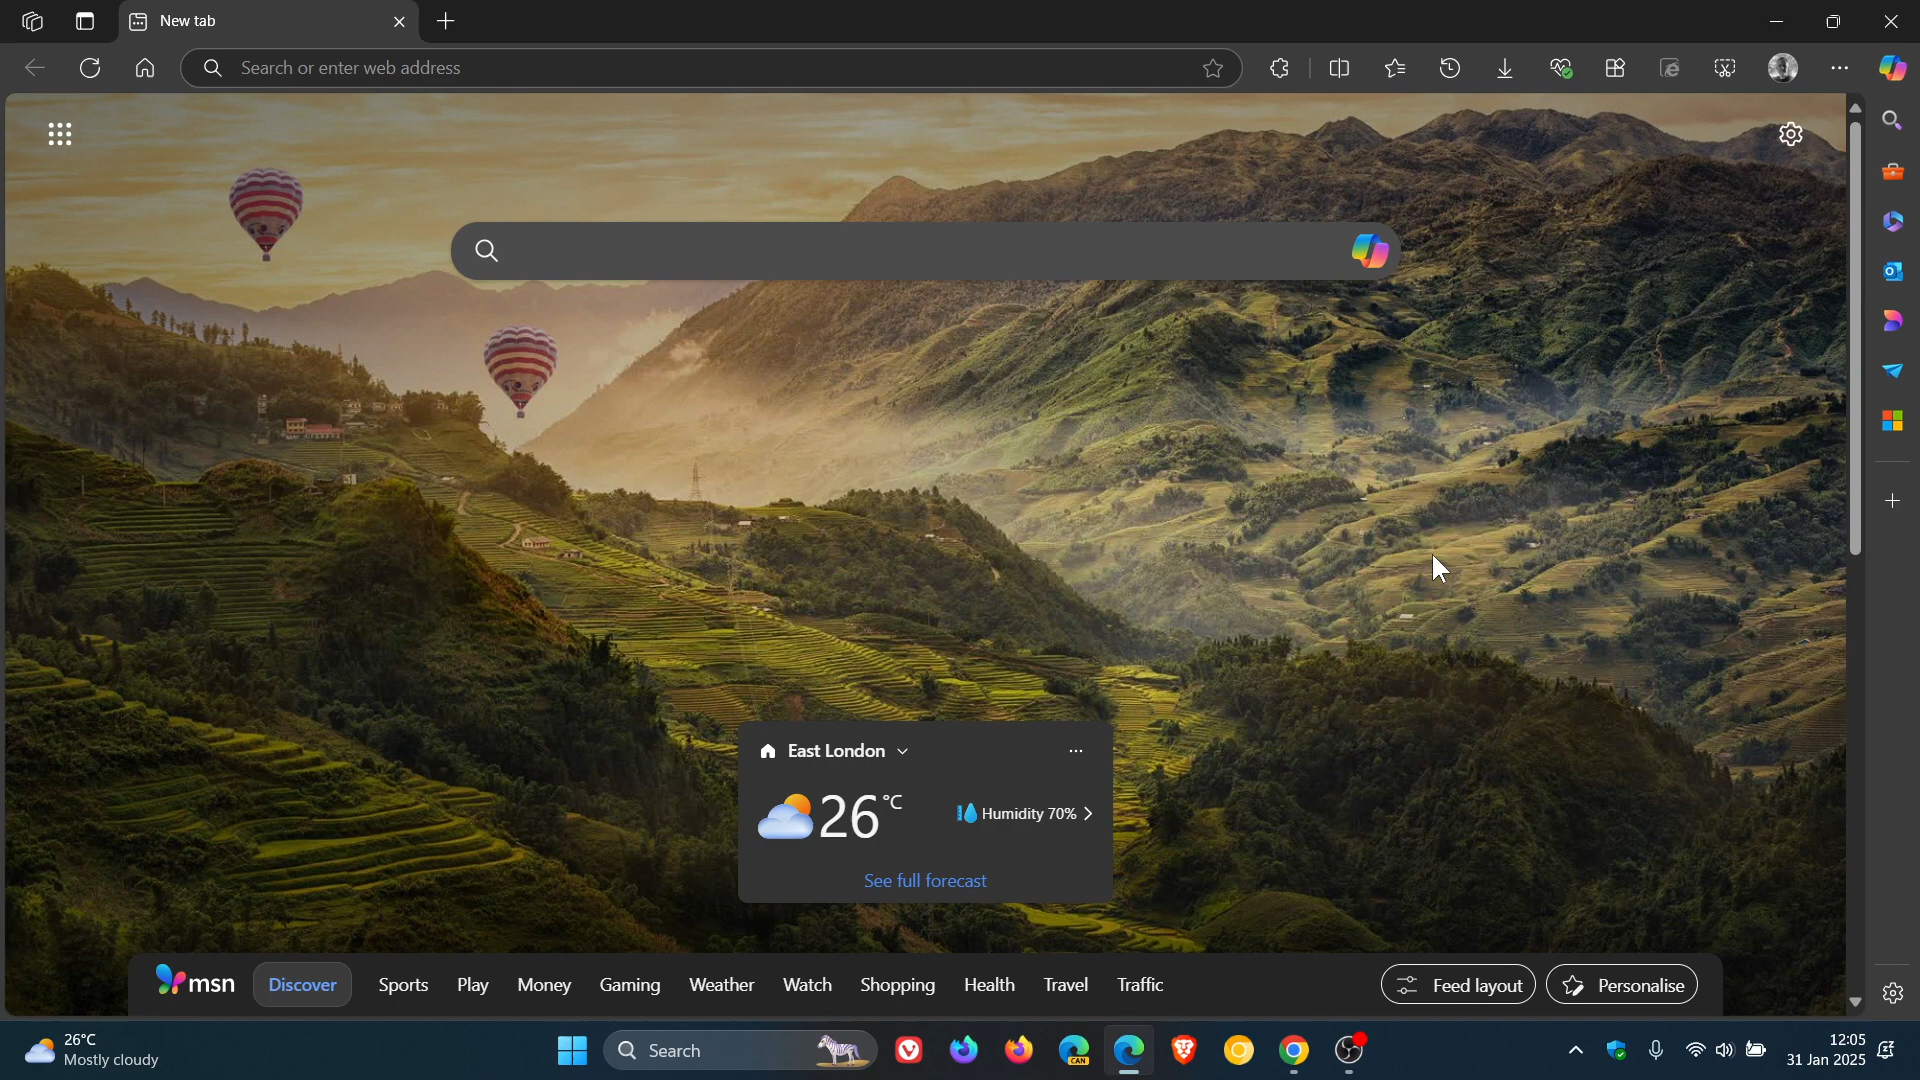 New tab
Search or enter web address
East London
26 °C
Humidity 70%
See full forecast
msn
Discover
Sports
Play
Money
Gaming
Weather
Watch
Shopping
Health
Travel
Traffic
Feed layout
Personalise
26°C
Mostly cloudy
Search
CAN
12:05
31 Jan 2025